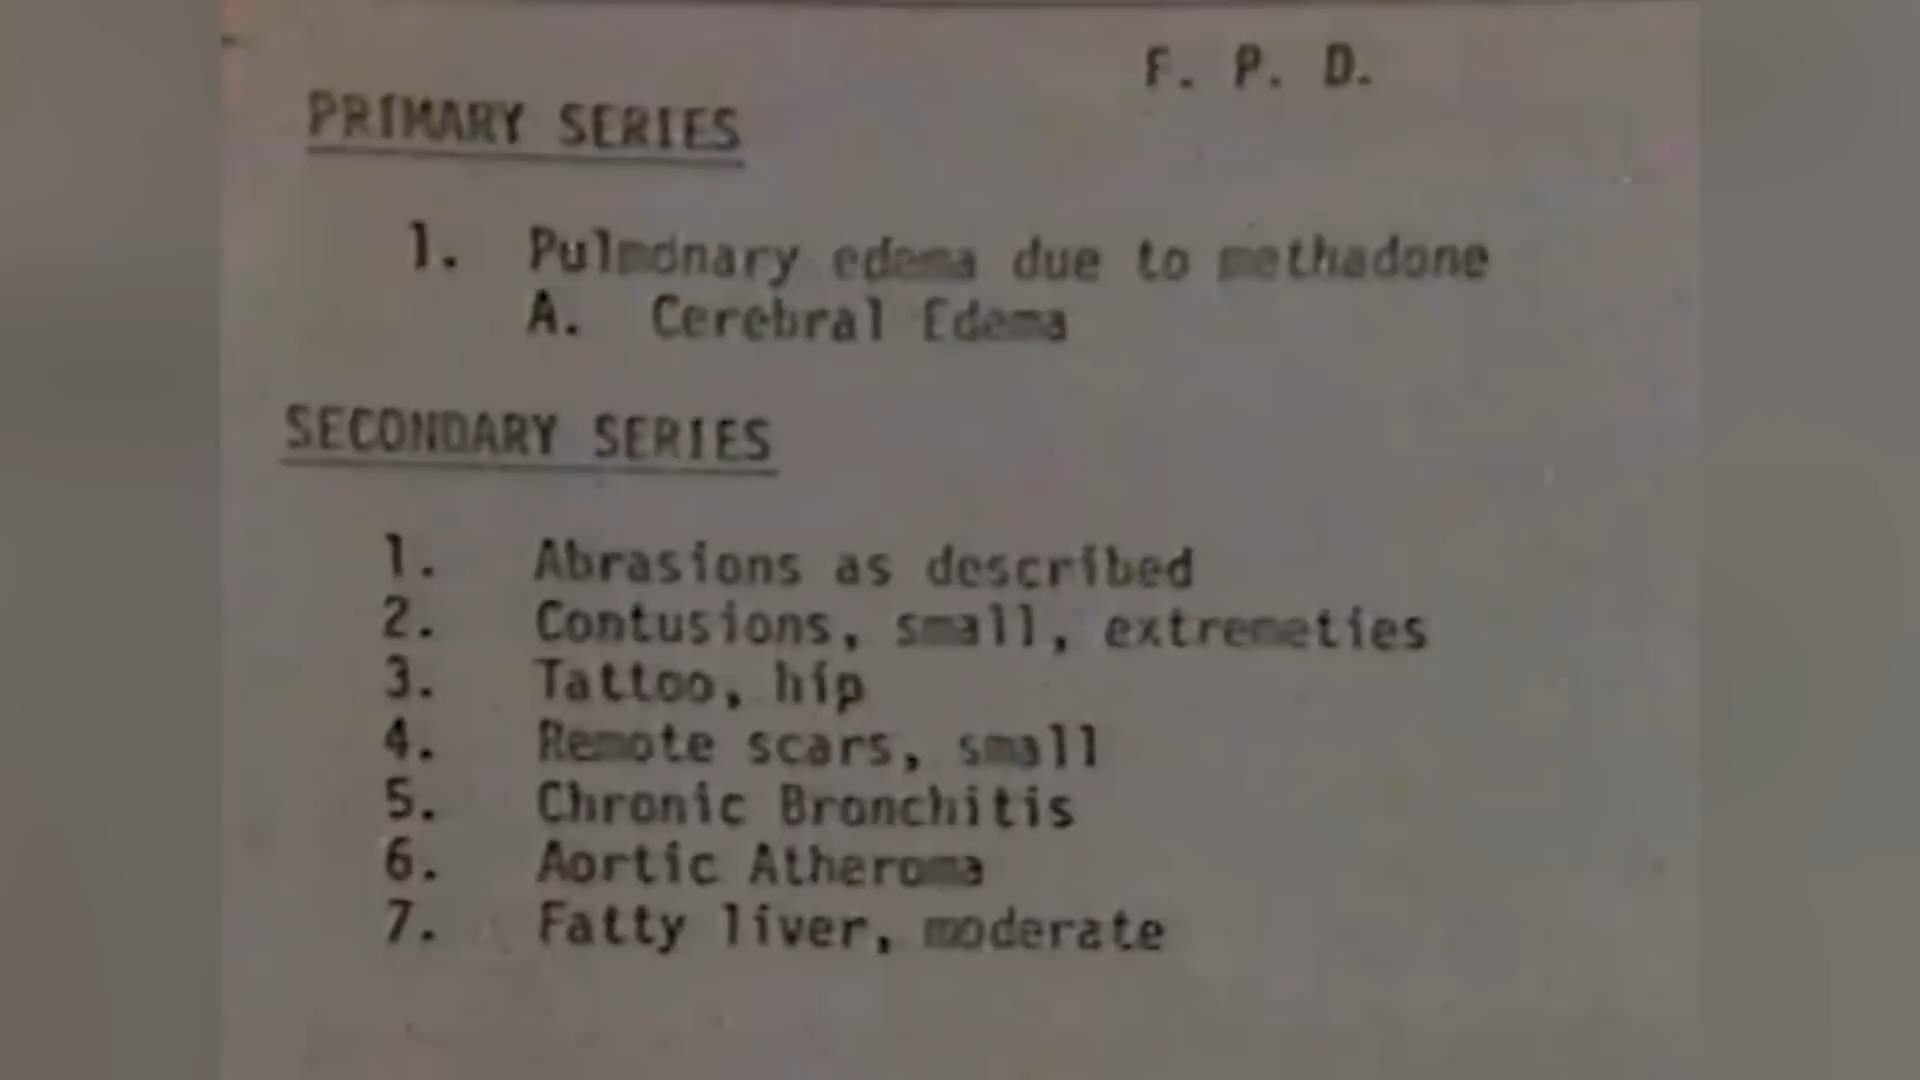 F. P. D.
PRIMARY SERIES
1. Pulmonary edema due to methadone
A. Cerebral Edema
SECONDARY SERIES
1. Abrasions as described
2. Contusions, small, extremeties
3. Tattoo, hip
4. Remote scars, small
5. Chronic Bronchitis
6. Aortic Atheroma
7. Fatty liver, moderate